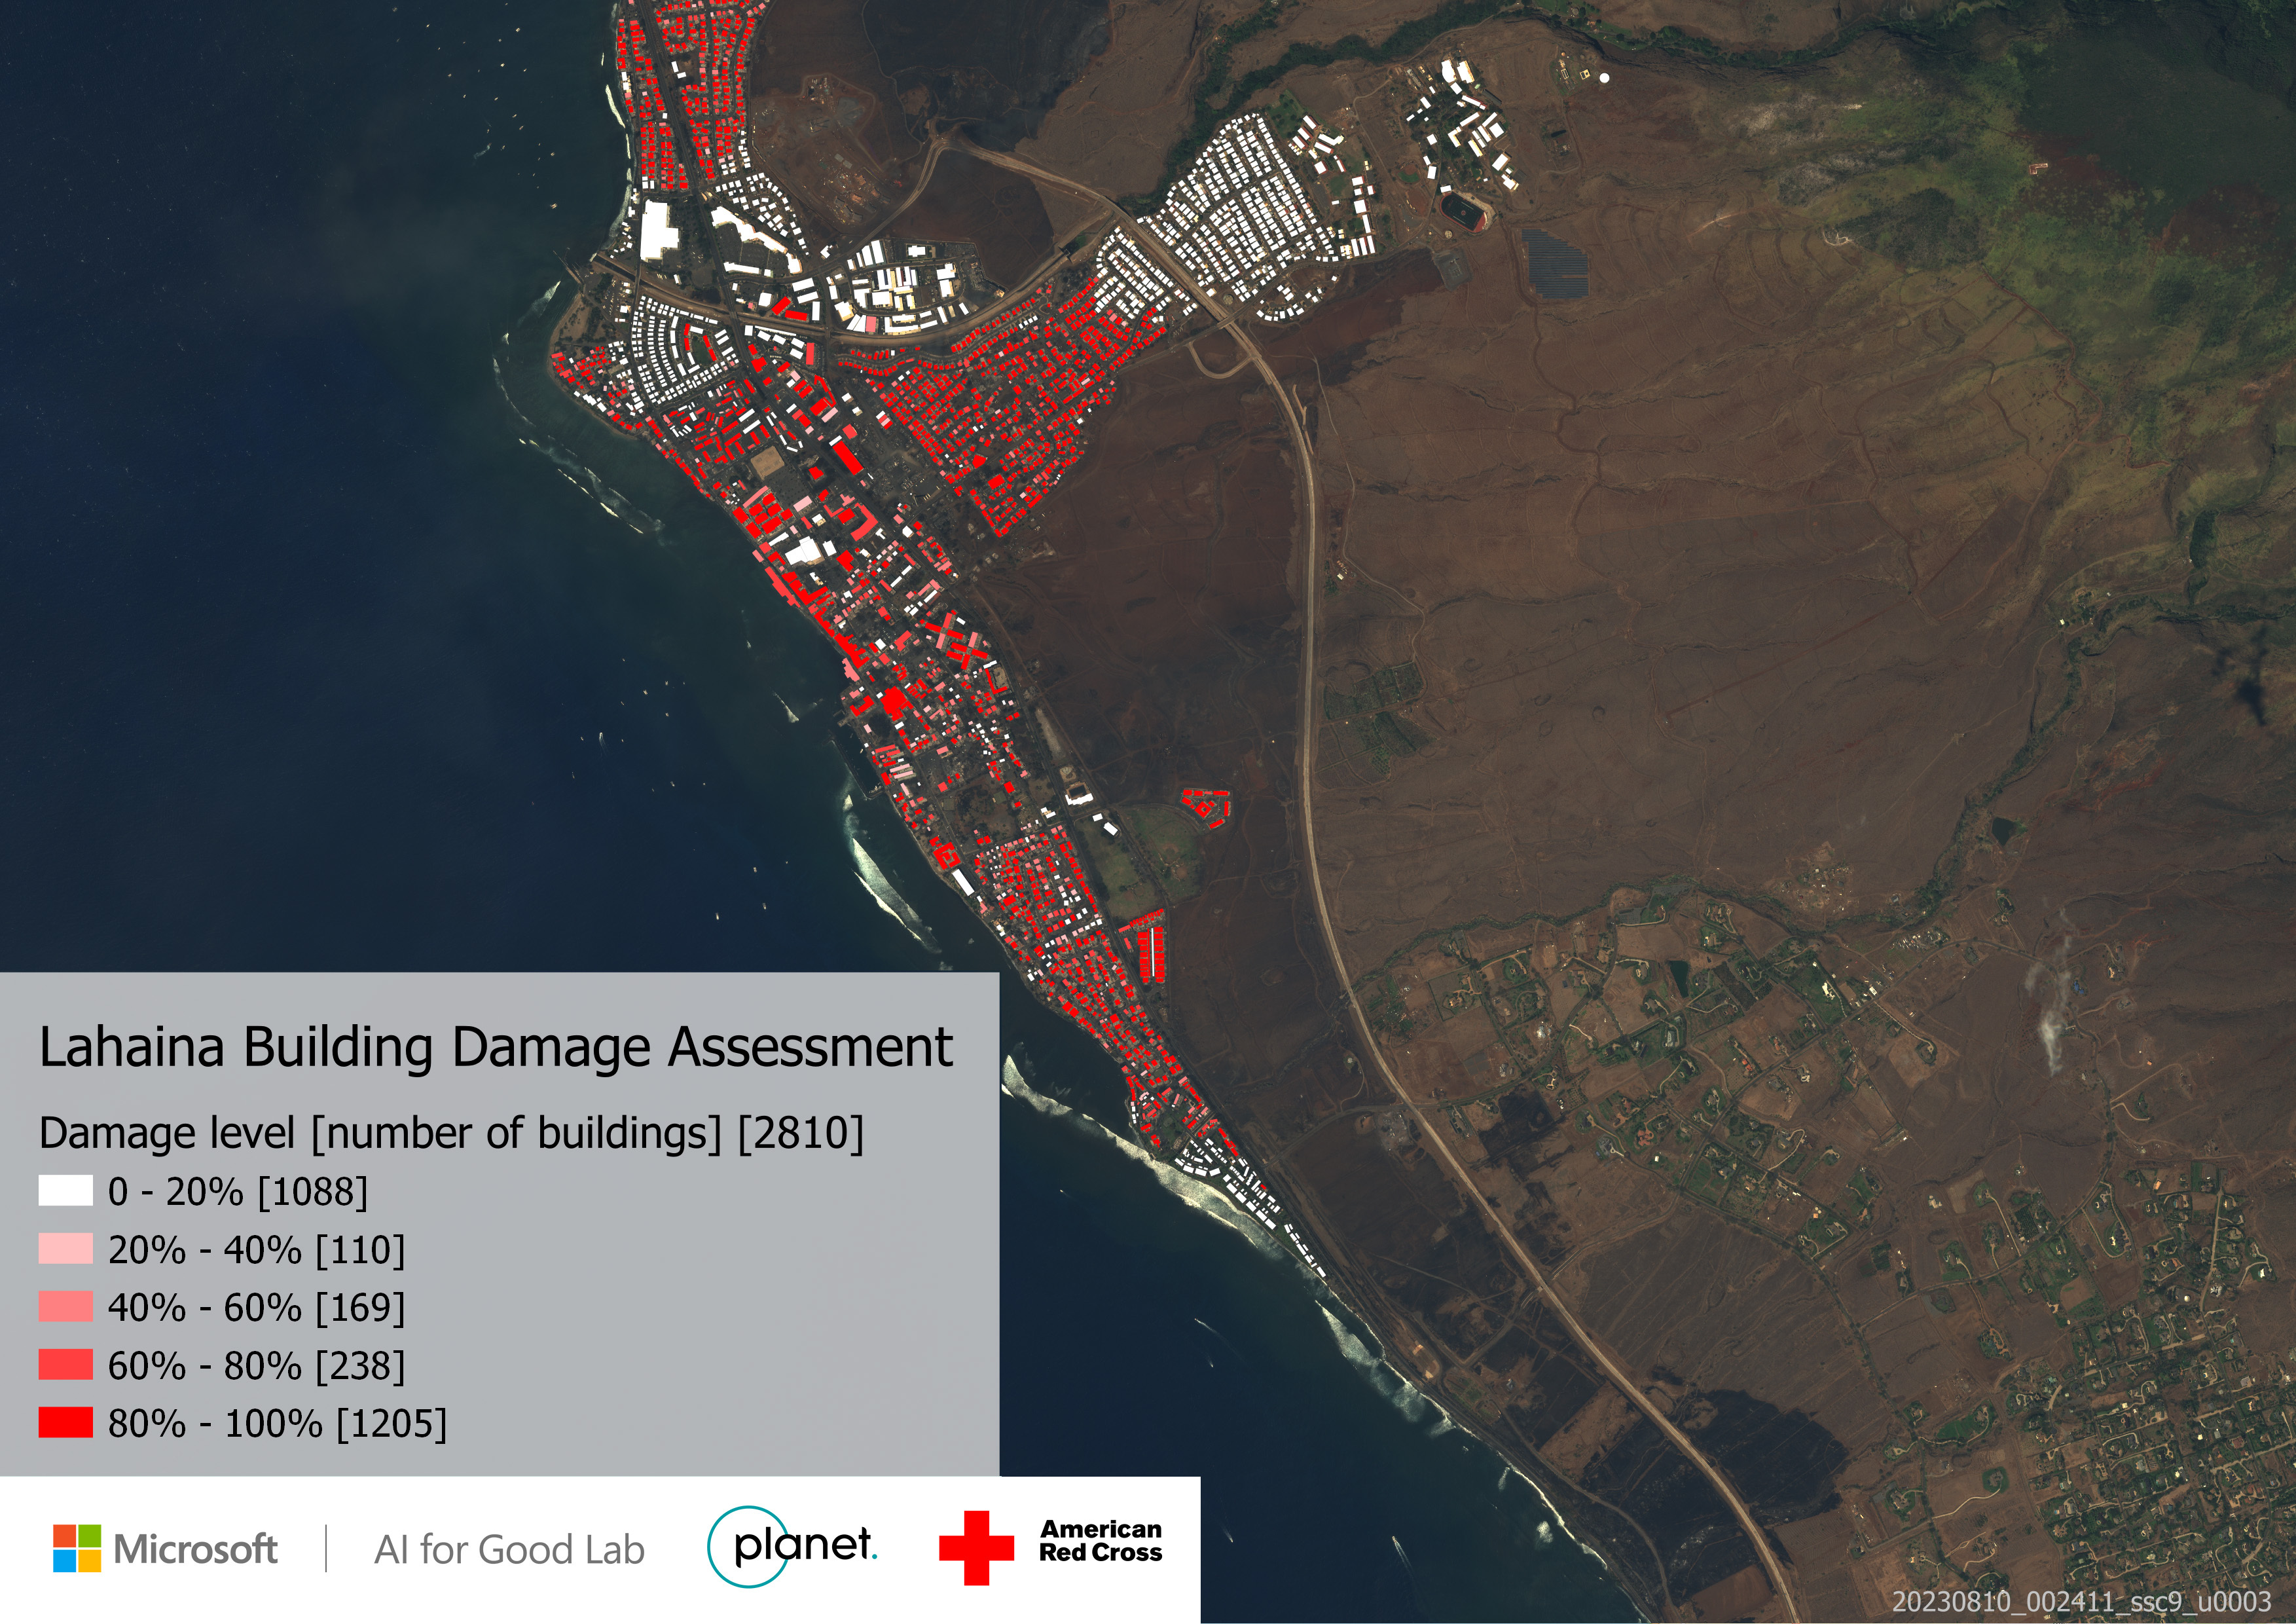 Lahaina Building Damage Assessment
Damage level [number of buildings] [2810]
0 - 20% [1088]
20% - 40% [110]
40% - 60% [169]
60% - 80% [238]
80% - 100% [1205]
Microsoft
AI for Good Lab
planet.
American
Red Cross
20230810_002411_ssc9_u0003